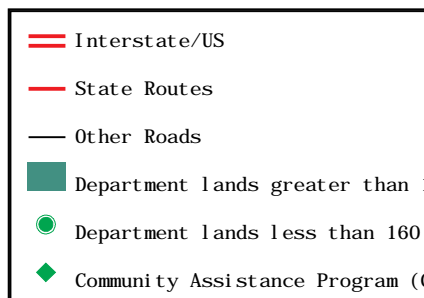 Interstate/US
State Routes
Other Roads
Department lands greater than
Department lands less than 160
Community Assistance Program